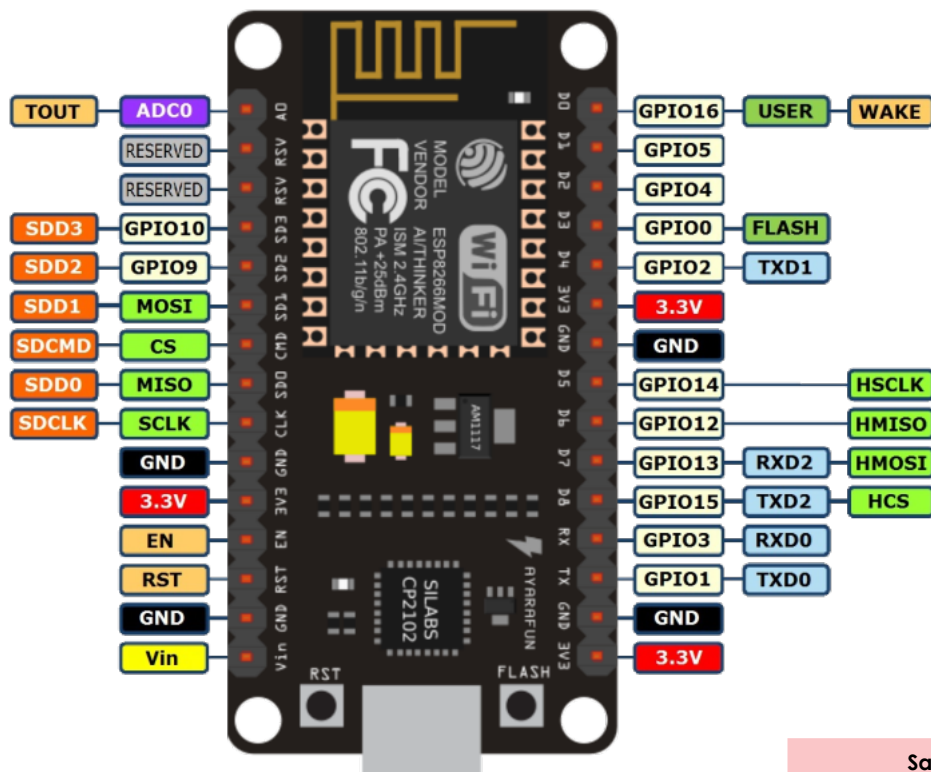 TOUT ADC0 A0 D0 GPIO16 USER WAKE
RESERVED RSV D1 GPIO5
RESERVED RSV D2 GPIO4
SDD3 GPIO10 SD3 D3 GPIO0 FLASH
SDD2 GPIO9 SD2 D4 GPIO2 TXD1
SDD1 MOSI SD1 3V3 3.3V
SDCMD CS CMD GND GND
SDD0 MISO SD0 D5 GPIO14 HSCLK
SDCLK SCLK CLK D6 GPIO12 HMISO
GND GND D7 GPIO13 RXD2 HMOSI
3.3V 3V3 D8 GPIO15 TXD2 HCS
EN EN RX GPIO3 RXD0
RST RST TX GPIO1 TXD0
GND GND GND GND
Vin Vin 3V3 3.3V
MODEL ESP8266MOD
VENDOR AI/THINKER
ISM 2.4GHz
PA +25dBm
802.11b/g/n
FC
WiFi
AM1117
SILABS
CP2102
AYARAFUN
RST
FLASH
Sa